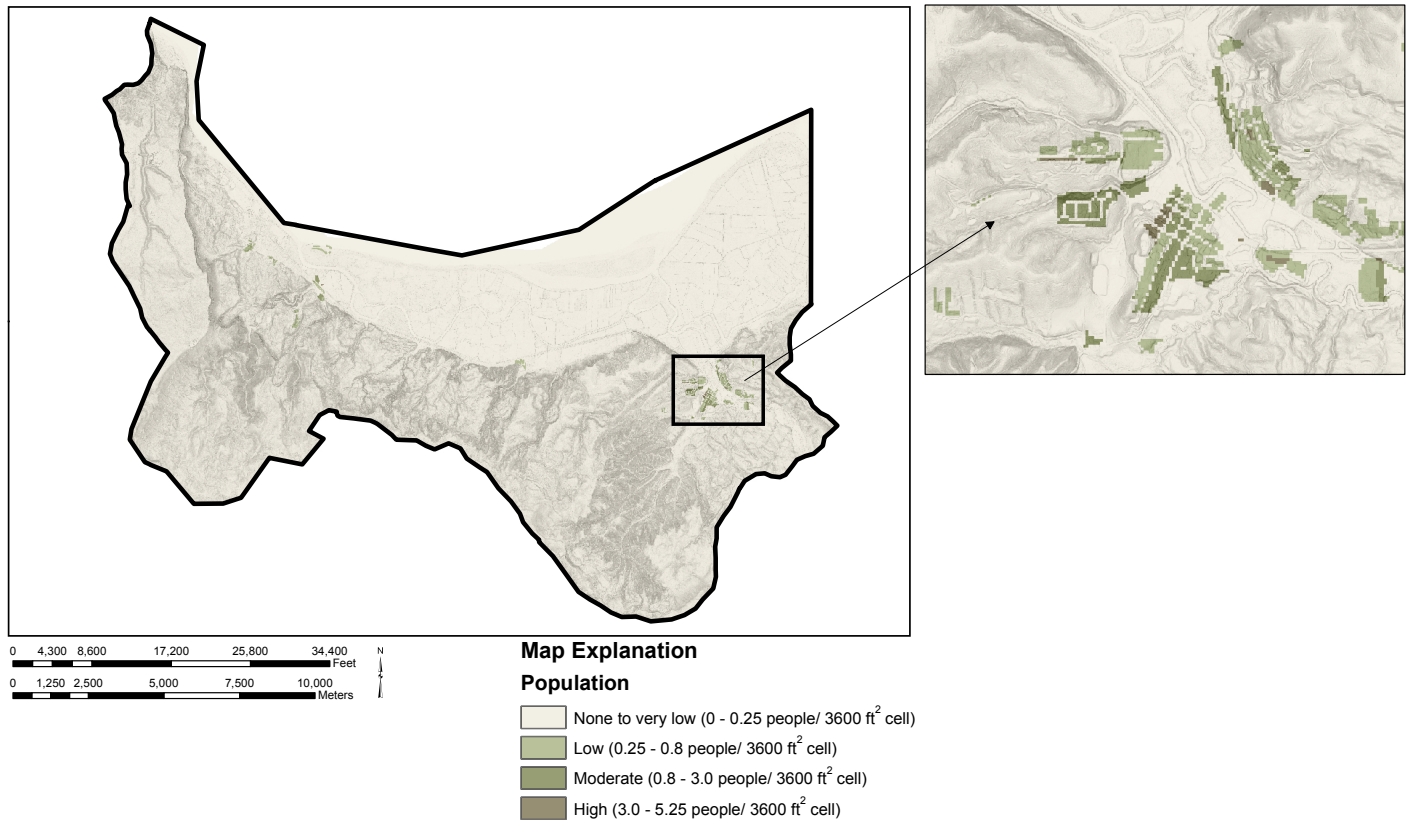 0 4,300 8,600 17,200 25,800 34,400
Feet
0 1,250 2,500 5,000 7,500 10,000
Meters
N
Map Explanation
Population
None to very low (0 - 0.25 people/ 3600 ft² cell)
Low (0.25 - 0.8 people/ 3600 ft² cell)
Moderate (0.8 - 3.0 people/ 3600 ft² cell)
High (3.0 - 5.25 people/ 3600 ft² cell)